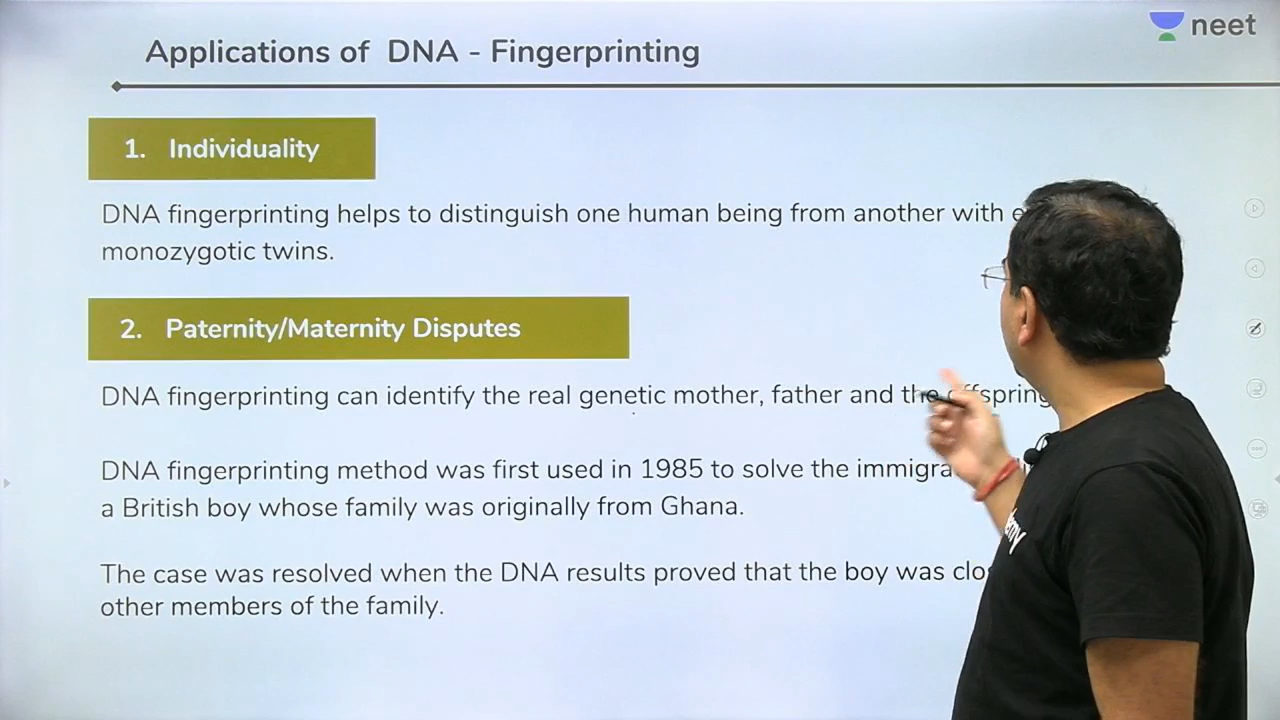 neet
Applications of DNA - Fingerprinting
1. Individuality
DNA fingerprinting helps to distinguish one human being from another with
monozygotic twins.
2. Paternity/Maternity Disputes
DNA fingerprinting can identify the real genetic mother, father and the offspring
DNA fingerprinting method was first used in 1985 to solve the
a British boy whose family was originally from Ghana.
The case was resolved when the DNA results proved that the boy was
other members of the family.